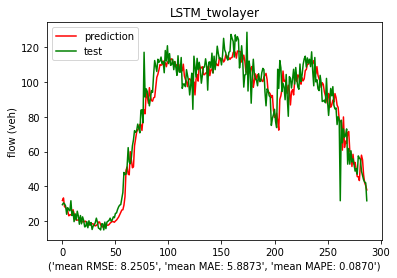 LSTM_twolayer
prediction
test
flow (veh)
120
100
80
60
40
20
0 50 100 150 200 250 300
('mean RMSE: 8.2505', 'mean MAE: 5.8873', 'mean MAPE: 0.0870')